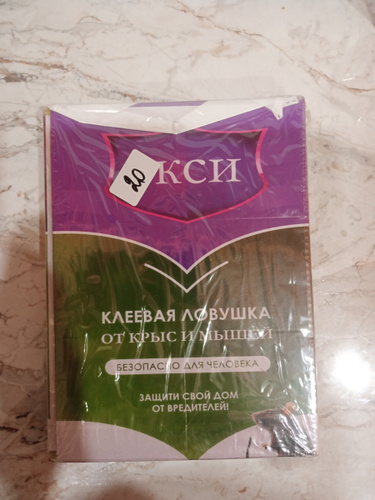 КСИ
20
КЛЕЕВАЯ ЛОВУШКА
ОТ КРЫС И МЫШЕЙ
БЕЗОПАСНО ДЛЯ ЧЕЛОВЕКА
ЗАЩИТИ СВОЙ ДОМ
ОТ ВРЕДИТЕЛЕЙ!